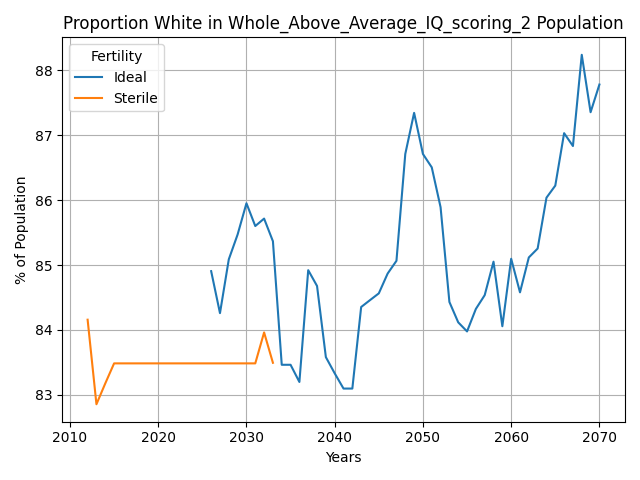 Proportion White in Whole_Above_Average_IQ_scoring_2 Population
Fertility
Ideal
Sterile
88
87
86
85
84
83
% of Population
2010 2020 2030 2040 2050 2060 2070
Years